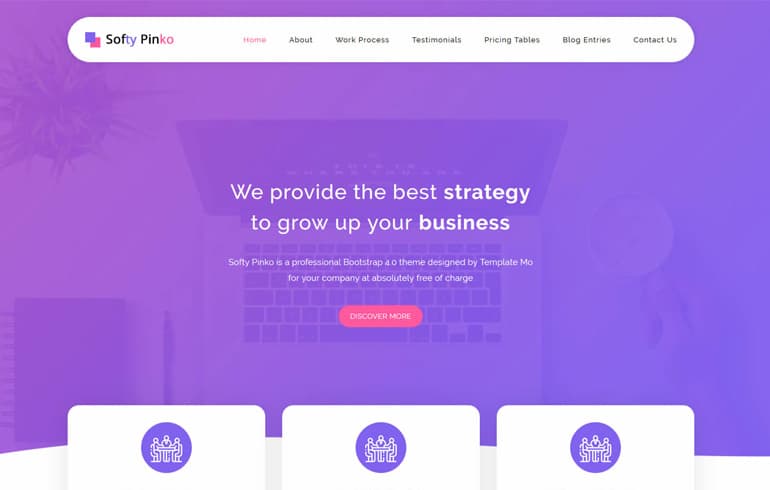 Softy Pinko
Home
About
Work Process
Testimonials
Pricing Tables
Blog Entries
Contact Us
We provide the best strategy
to grow up your business
Softy Pinko is a professional Bootstrap 4.0 theme designed by Template Mo
for your company at absolutely free of charge
DISCOVER MORE